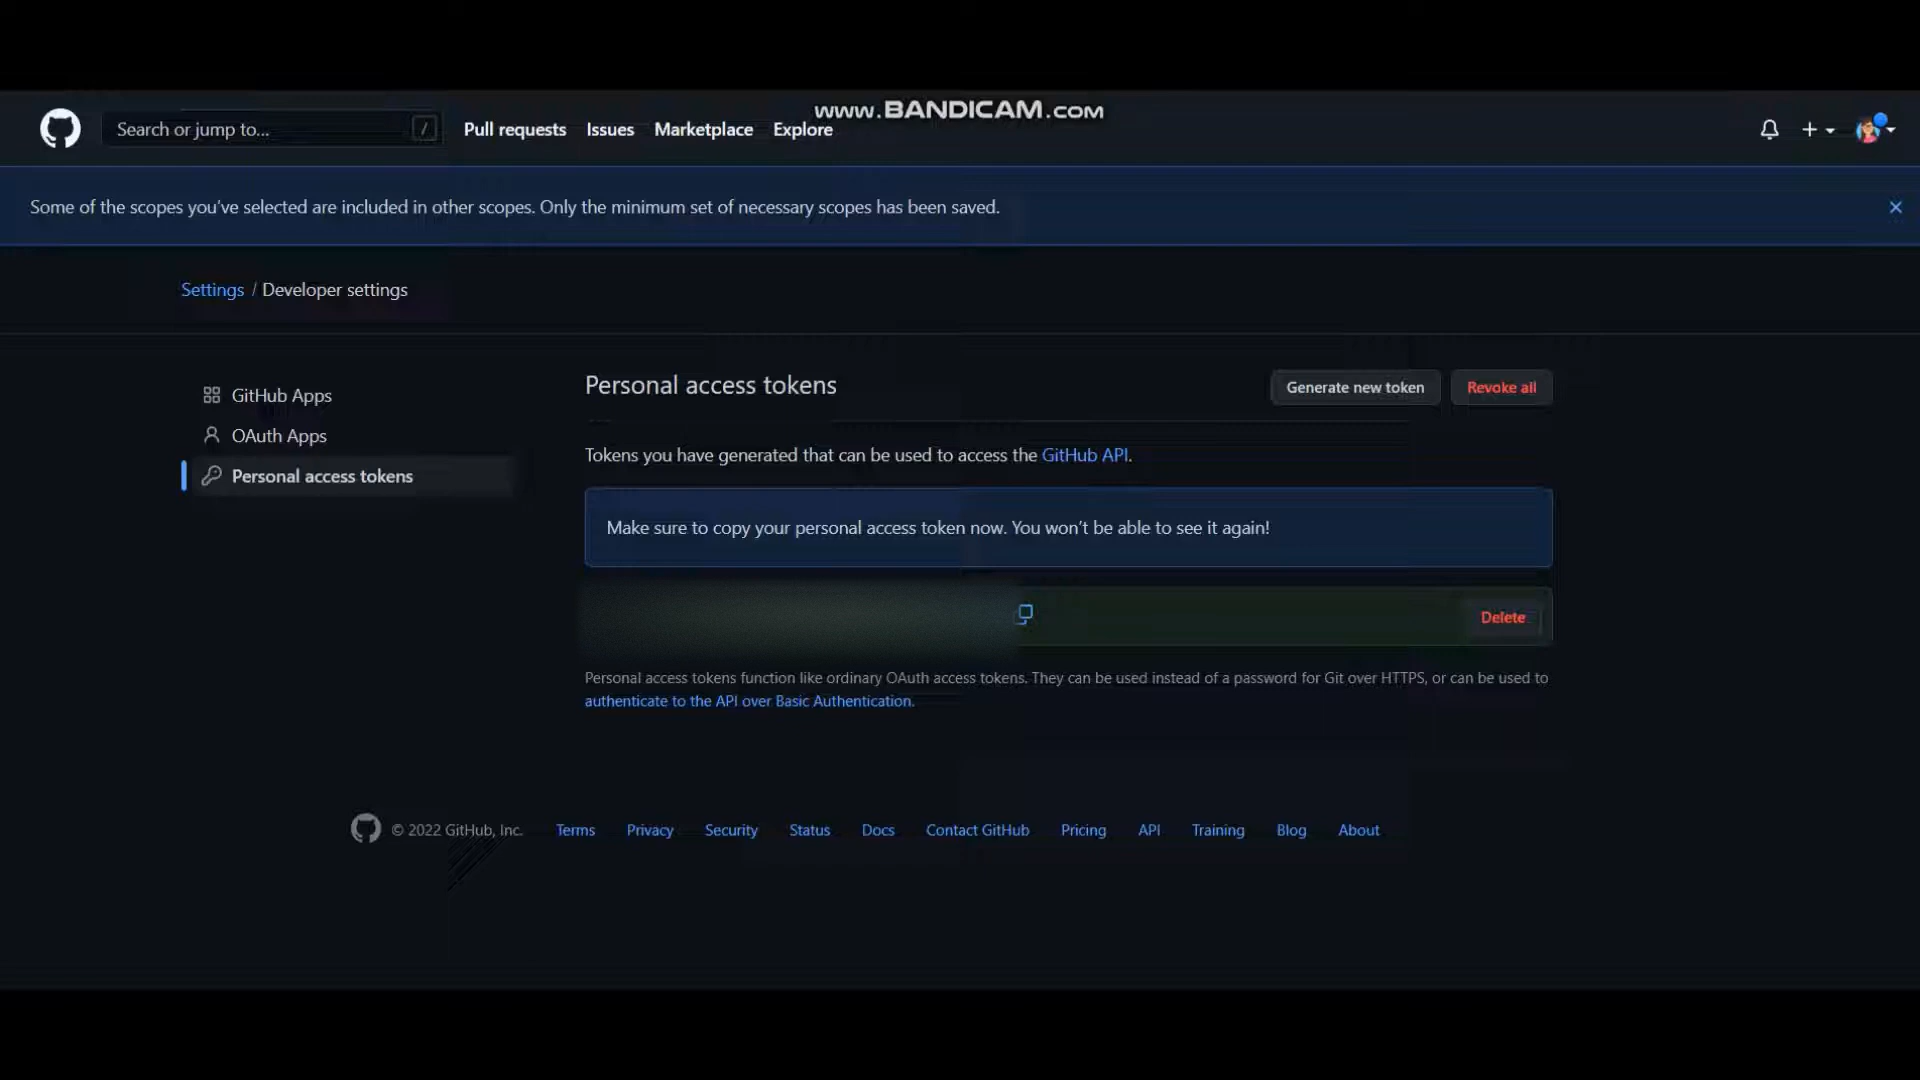 www.BANDICAM.com
Search or jump to... /
Pull requests
Issues
Marketplace
Explore
Some of the scopes you've selected are included in other scopes. Only the minimum set of necessary scopes has been saved.
Settings / Developer settings
GitHub Apps
OAuth Apps
Personal access tokens
Personal access tokens
Generate new token
Revoke all
Tokens you have generated that can be used to access the GitHub API.
Make sure to copy your personal access token now. You won't be able to see it again!
Delete
Personal access tokens function like ordinary OAuth access tokens. They can be used instead of a password for Git over HTTPS, or can be used to
authenticate to the API over Basic Authentication.
© 2022 GitHub, Inc.
Terms
Privacy
Security
Status
Docs
Contact GitHub
Pricing
API
Training
Blog
About